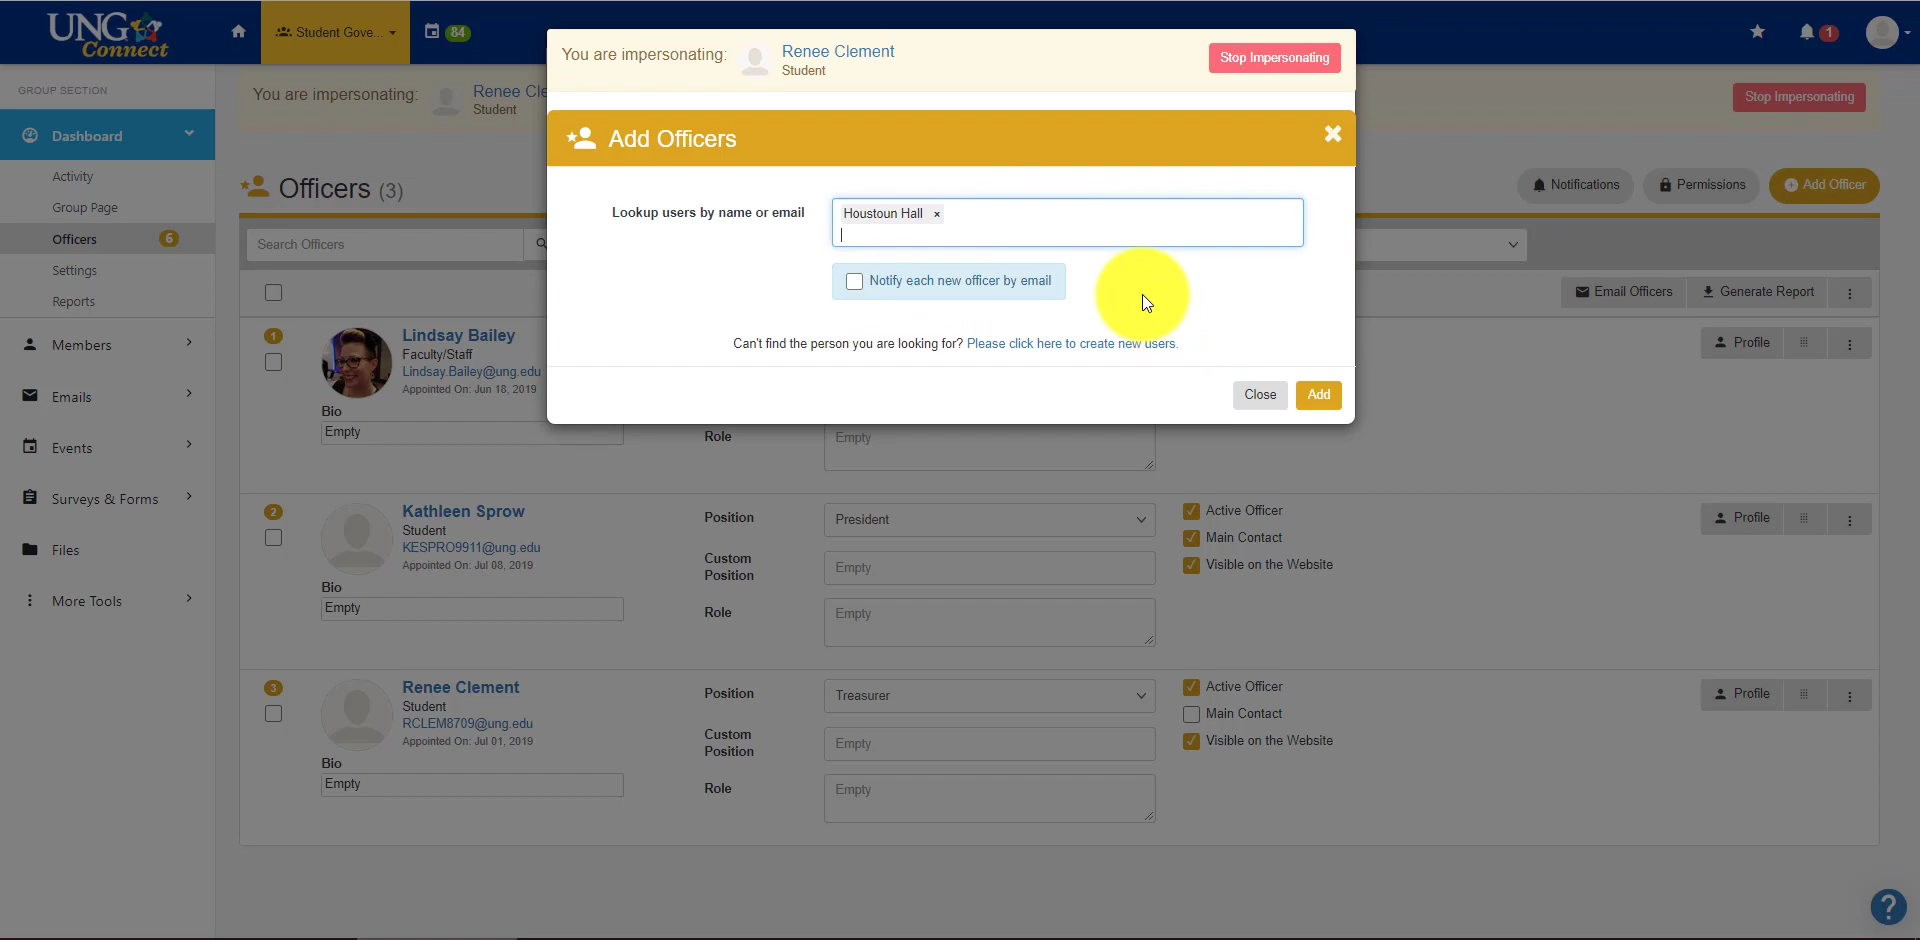 UNG Connect
Student Gove...
84
1
You are impersonating:
Renee Clement
Student
Stop Impersonating
GROUP SECTION
You are impersonating:
Renee Cle
Student
Stop Impersonating
Dashboard
Activity
Group Page
Officers
6
Settings
Reports
Members
Emails
Events
Surveys & Forms
Files
More Tools
Add Officers
Lookup users by name or email
Houstoun Hall ×
Notify each new officer by email
Can't find the person you are looking for? Please click here to create new users.
Close
Add
Officers (3)
Notifications
Permissions
Add Officer
Search Officers
Email Officers
Generate Report
1
Lindsay Bailey
Faculty/Staff
Lindsay.Bailey@ung.edu
Appointed On: Jun 18, 2019
Bio
Empty
Role
Empty
Profile
2
Kathleen Sprow
Student
KESPRO9911@ung.edu
Appointed On: Jul 08, 2019
Bio
Empty
Position
President
Custom
Position
Empty
Role
Empty
Active Officer
Main Contact
Visible on the Website
Profile
3
Renee Clement
Student
RCLEM8709@ung.edu
Appointed On: Jul 01, 2019
Bio
Empty
Position
Treasurer
Custom
Position
Empty
Role
Empty
Active Officer
Main Contact
Visible on the Website
Profile
?